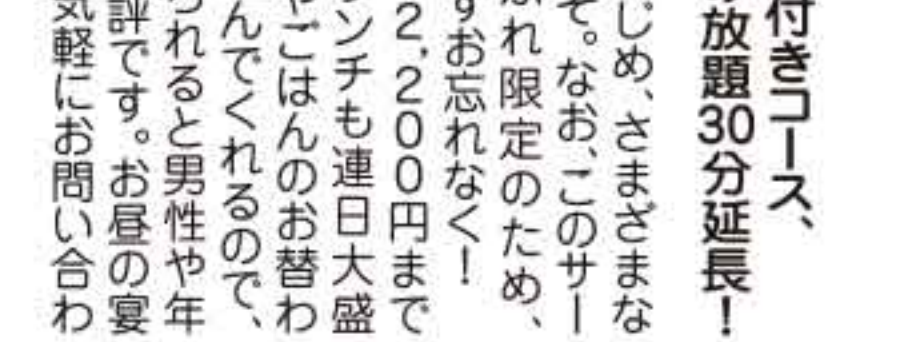 付きコース、
放題30分延長！
じめ、さまざまな
て。なお、このサー
れ限定のため、
ずお忘れなく！
2,200円まで
ンチも連日大盛
ごはんのお替わ
んでくれるので、
られると男性や年
評です。お昼の宴
気軽にお問い合わ